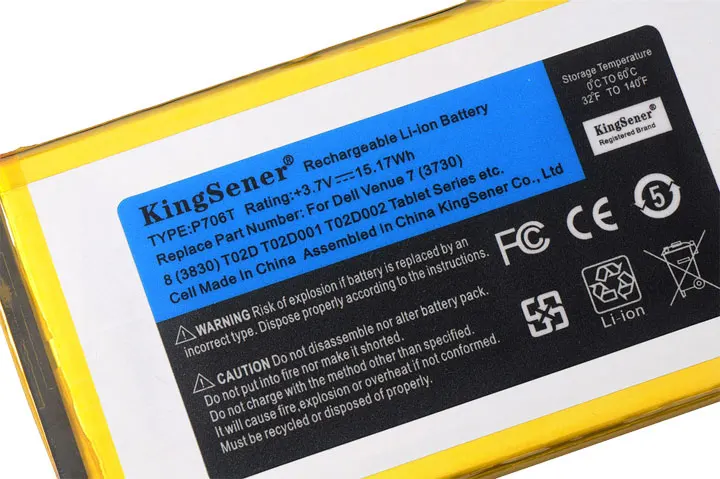 KingSener® Rechargeable Li-ion Battery
TYPE:P706T Rating:+3.7V⎓15.17Wh
Replace Part Number: For Dell Venue 7 (3730)
8 (3830) T02D T02D001 T02D002 Tablet Series etc.
Cell Made In China Assembled In China KingSener Co., Ltd
Storage Temperature
0°C TO 60°C
32°F TO 140°F
KingSener®
Registered Brand
FC CE 5
Li-ion
WARNING Risk of explosion if battery is replaced by an
incorrect type. Dispose properly according to the instructions.
CAUTION Do not disassemble nor alter battery pack.
Do not put into fire nor make it shorted.
Do not charge with the method other than specified.
It will cause fire,explosion or overheat,if not conform.
Must be recycled or disposed of properly.